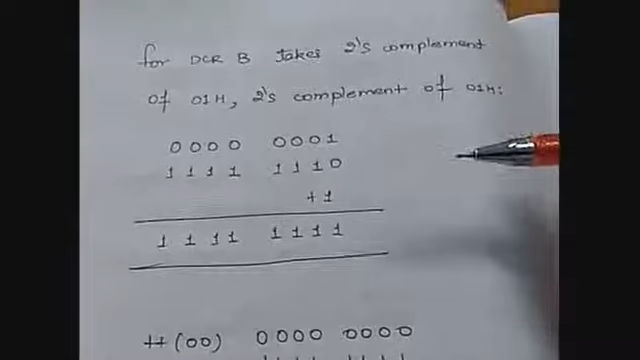 for DCR B takes 2's complement
of 01H, 2's complement of 01H:
0000 0001
1111 1110
+1
1111 1111
H(00) 0000 0000